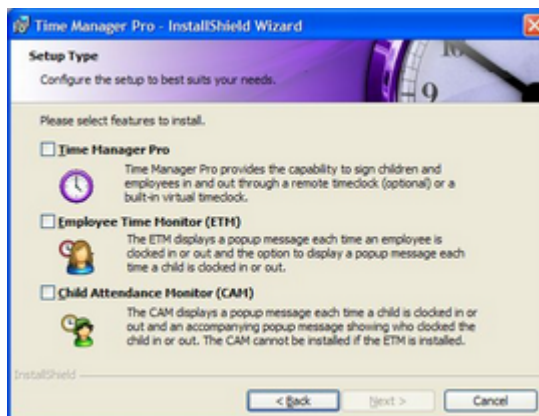 Time Manager Pro - InstallShield Wizard
Setup Type
Configure the setup to best suits your needs.
10
9
Please select features to install.
Time Manager Pro
Time Manager Pro provides the capability to sign children and
employees in and out through a remote timeclock (optional) or a
built-in virtual timeclock.
Employee Time Monitor (ETM)
The ETM displays a popup message each time an employee is
clocked in or out and the option to display a popup message each
time a child is clocked in or out.
Child Attendance Monitor (CAM)
The CAM displays a popup message each time a child is clocked in or
out and an accompanying popup message showing who clocked the
child in or out. The CAM cannot be installed if the ETM is installed.
InstallShield
< Back
Next >
Cancel